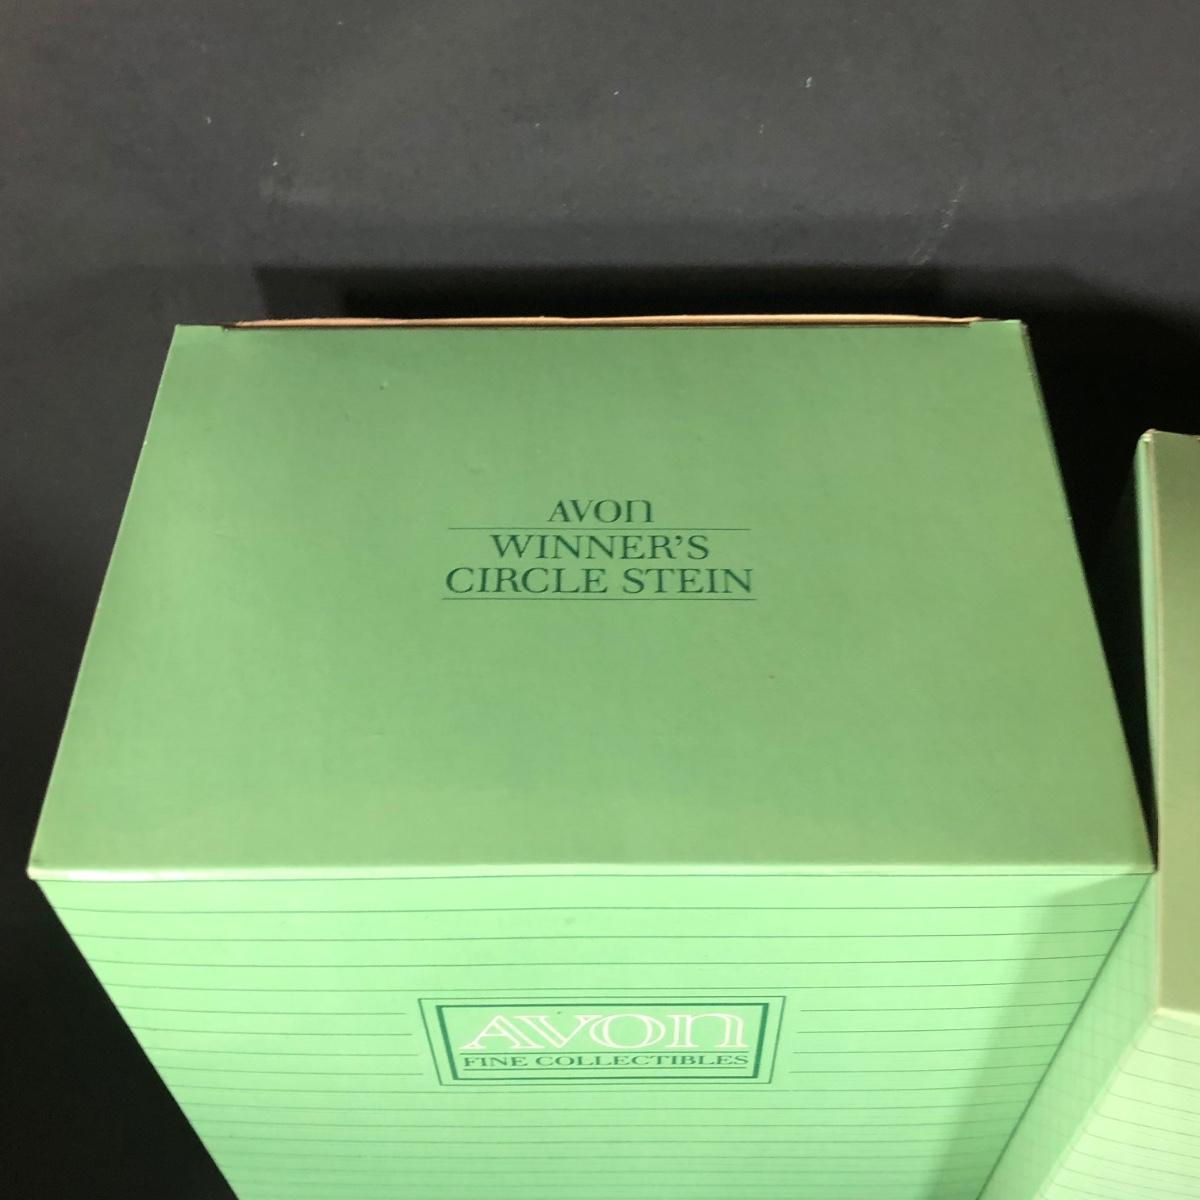 AVON
WINNER'S
CIRCLE STEIN
AVON
FINE COLLECTIBLES